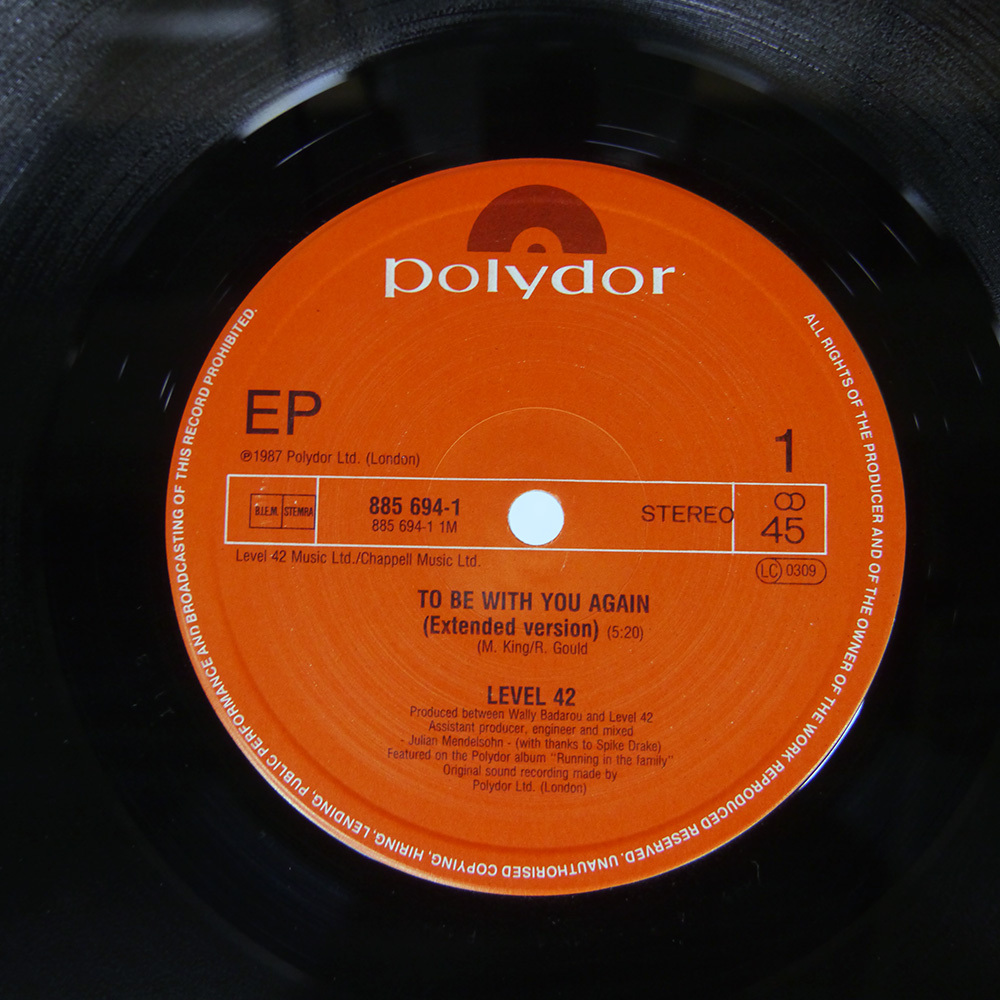 polydor
EP
℗1987 Polydor Ltd. (London)
1
B.I.E.M. STEMRA
885 694-1
885 694-1 1M
STEREO
45
Level 42 Music Ltd./Chappell Music Ltd.
LC 0309
TO BE WITH YOU AGAIN
(Extended version) (5:20)
(M. King/R. Gould
LEVEL 42
Produced between Wally Badarou and Level 42
Assistant producer, engineer and mixed
- Julian Mendelsohn - (with thanks to Spike Drake)
Featured on the Polydor album "Running in the family"
Original sound recording made by
Polydor Ltd. (London)
ALL RIGHTS OF THE PRODUCER AND OF THE OWNER OF THE WORK REPRODUCED RESERVED. UNAUTHORISED COPYING, HIRING, LENDING, PUBLIC PERFORMANCE AND BROADCASTING OF THIS RECORD PROHIBITED.